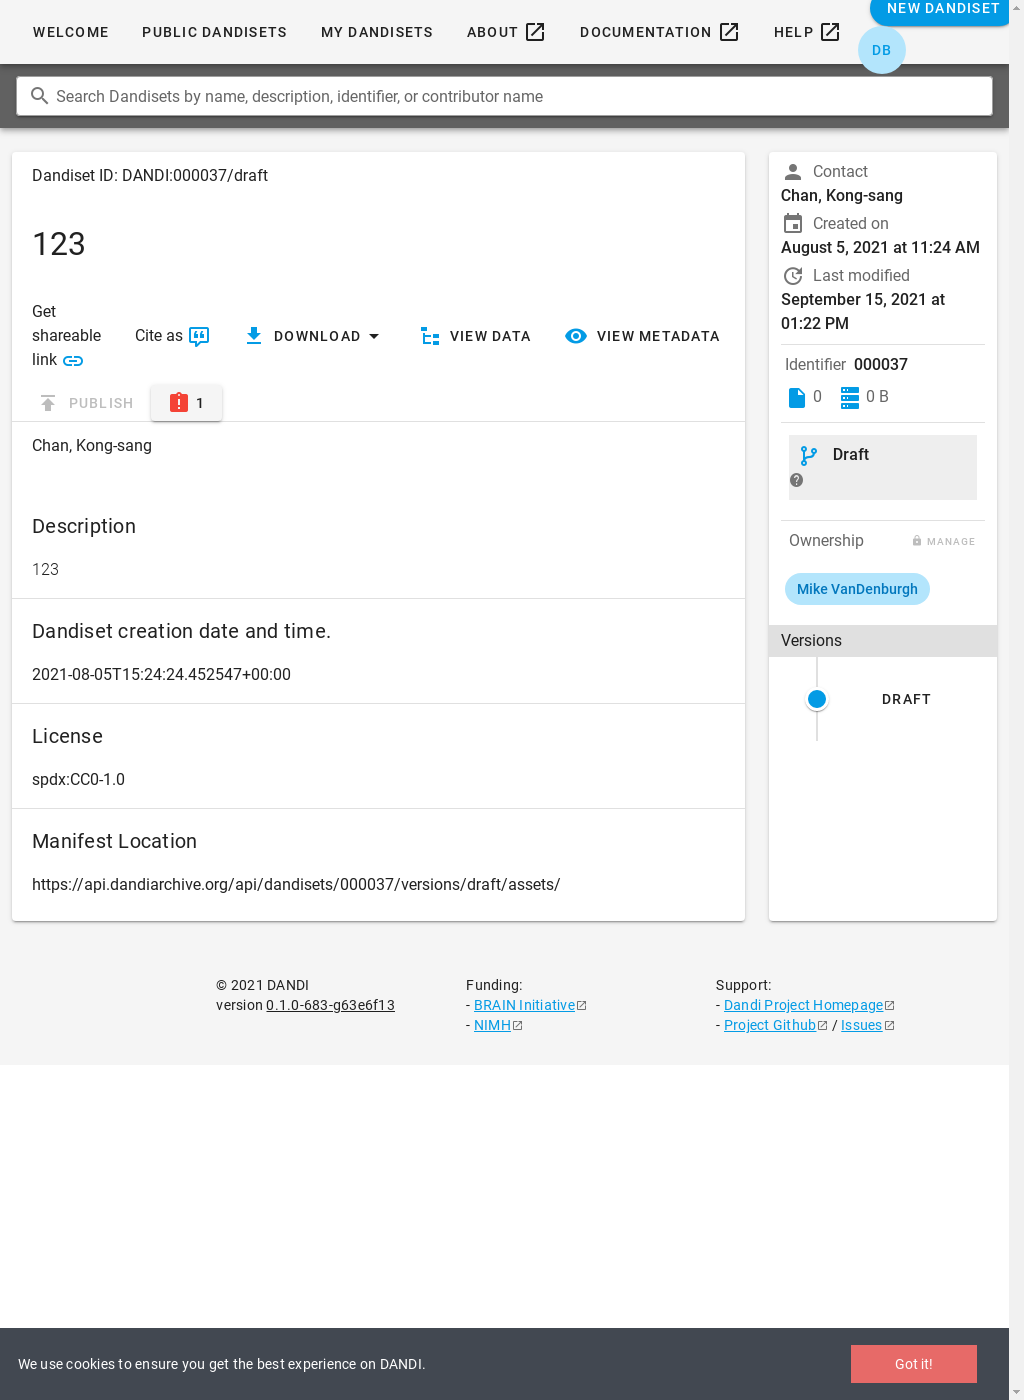 WELCOME
PUBLIC DANDISETS
MY DANDISETS
ABOUT
DOCUMENTATION
HELP
NEW DANDISET
DB
Search Dandisets by name, description, identifier, or contributor name
Dandiset ID: DANDI:000037/draft
123
Get
shareable
link
Cite as
DOWNLOAD
VIEW DATA
VIEW METADATA
PUBLISH
1
Chan, Kong-sang
Description
123
Dandiset creation date and time.
2021-08-05T15:24:24.452547+00:00
License
spdx:CC0-1.0
Manifest Location
https://api.dandiarchive.org/api/dandisets/000037/versions/draft/assets/
Contact
Chan, Kong-sang
Created on
August 5, 2021 at 11:24 AM
Last modified
September 15, 2021 at
01:22 PM
Identifier 000037
0
0 B
Draft
Ownership
MANAGE
Mike VanDenburgh
Versions
DRAFT
© 2021 DANDI
version 0.1.0-683-g63e6f13
Funding:
- BRAIN Initiative
- NIMH
Support:
- Dandi Project Homepage
- Project Github / Issues
We use cookies to ensure you get the best experience on DANDI.
Got it!